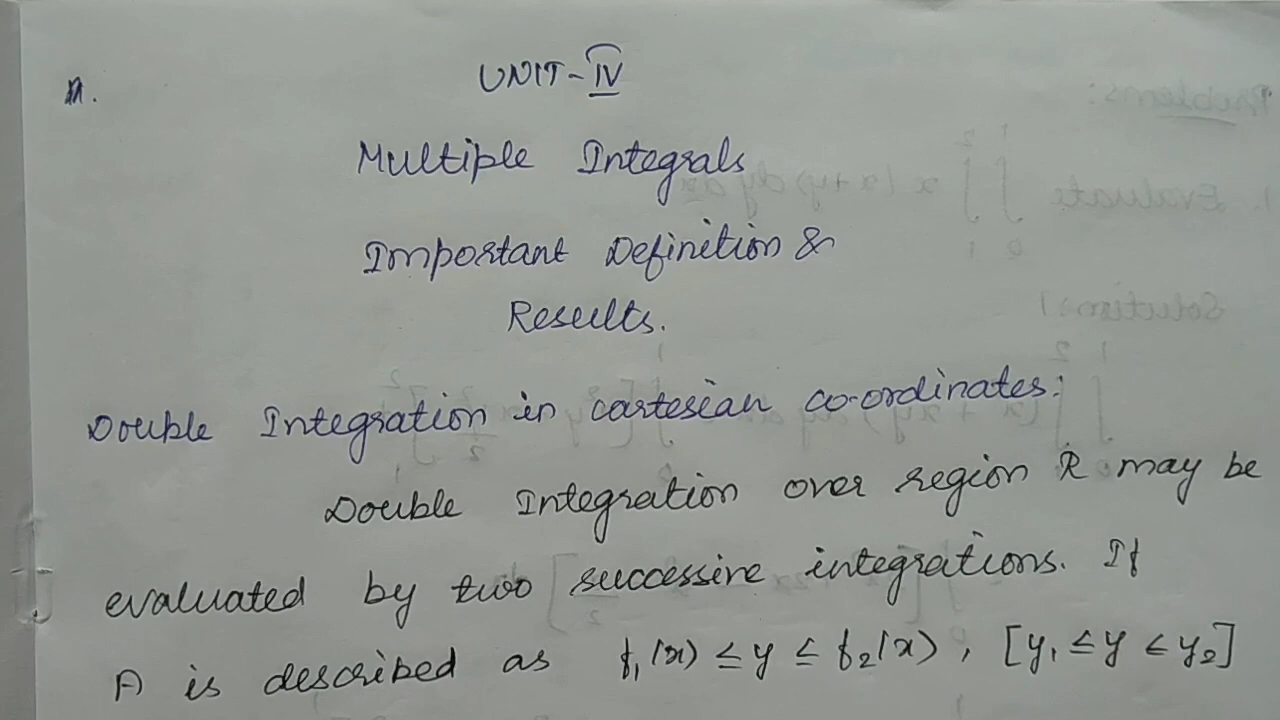 UNIT-IV
Multiple Integrals
Important Definition &
Results.
Double Integration in cartesian co-ordinates:
Double Integration over region R may be
evaluated by two successive integrations. If
A is described as f₁(x) ≤ y ≤ f₂(x), [y₁ ≤ y < y₂]